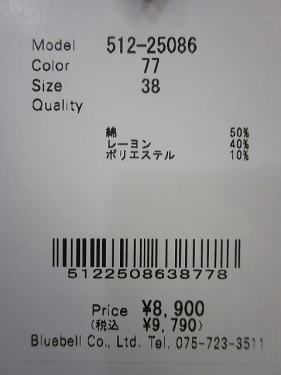 Model 512-25086
Color 77
Size 38
Quality
綿 50%
レーヨン 40%
ポリエステル 10%
5122508638778
Price ¥8,900
(税込 ¥9,790)
Bluebell Co., Ltd. Tel. 075-723-3511